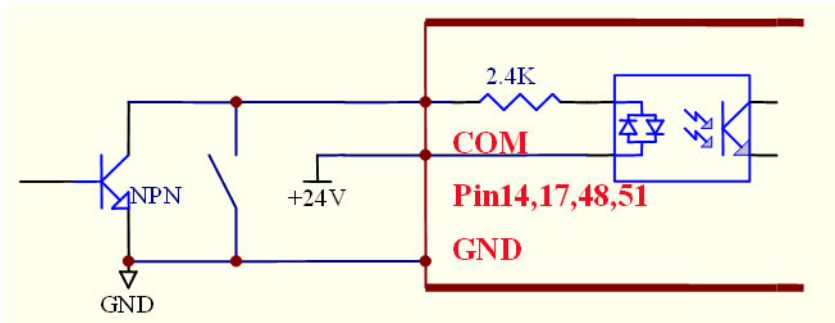 2.4K
COM
NPN
+24V
Pin14,17,48,51
GND
GND